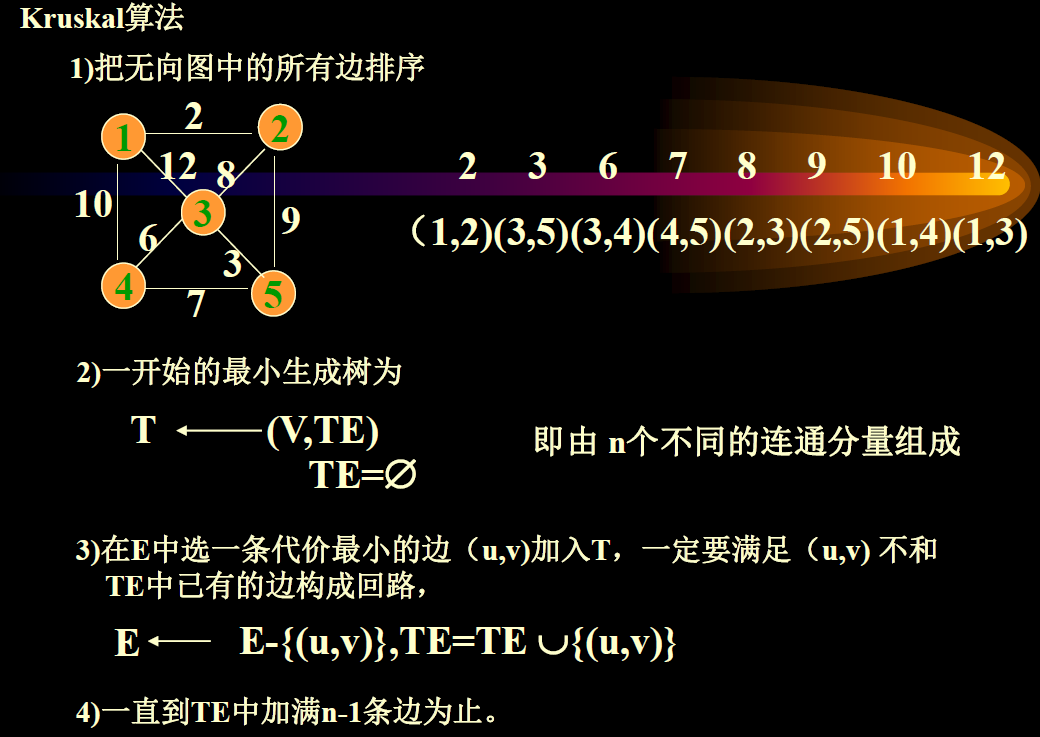 Kruskal算法
1)把无向图中的所有边排序
1 2 2
12 8
10 3 9
6 3
4 7 5
2 3 6 7 8 9 10 12
（1,2)(3,5)(3,4)(4,5)(2,3)(2,5)(1,4)(1,3)
2)一开始的最小生成树为
T ← (V,TE)
TE=∅
即由 n个不同的连通分量组成
3)在E中选一条代价最小的边（u,v)加入T，一定要满足（u,v) 不和
TE中已有的边构成回路，
E ← E-{(u,v)},TE=TE ∪{(u,v)}
4)一直到TE中加满n-1条边为止。